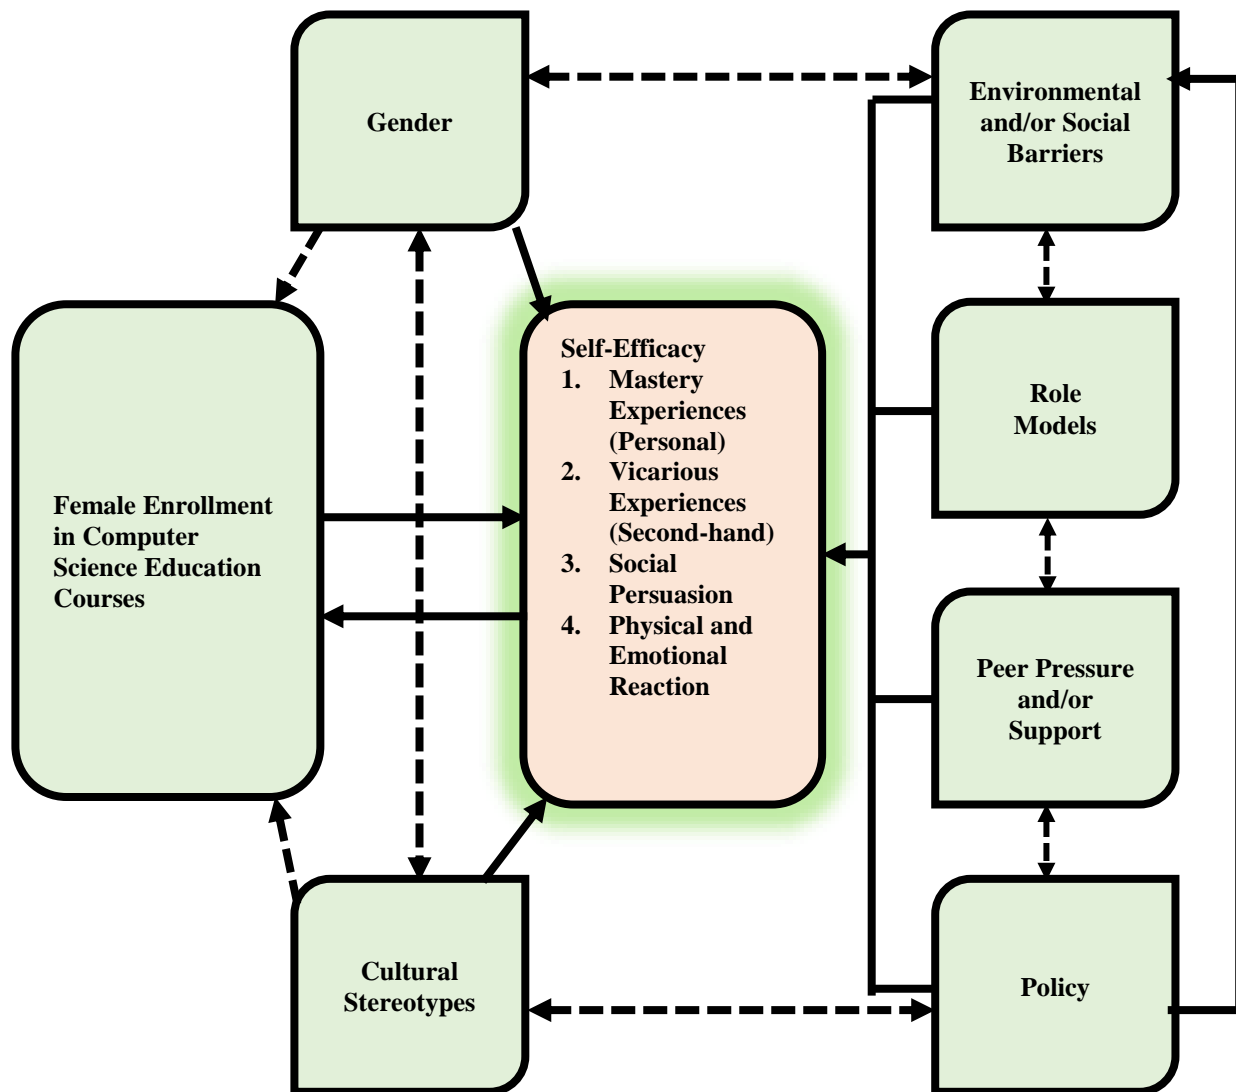 Gender
Environmental
and/or Social
Barriers
Female Enrollment
in Computer
Science Education
Courses
Self-Efficacy
1. Mastery
Experiences
(Personal)
2. Vicarious
Experiences
(Second-hand)
3. Social
Persuasion
4. Physical and
Emotional
Reaction
Role
Models
Peer Pressure
and/or
Support
Cultural
Stereotypes
Policy